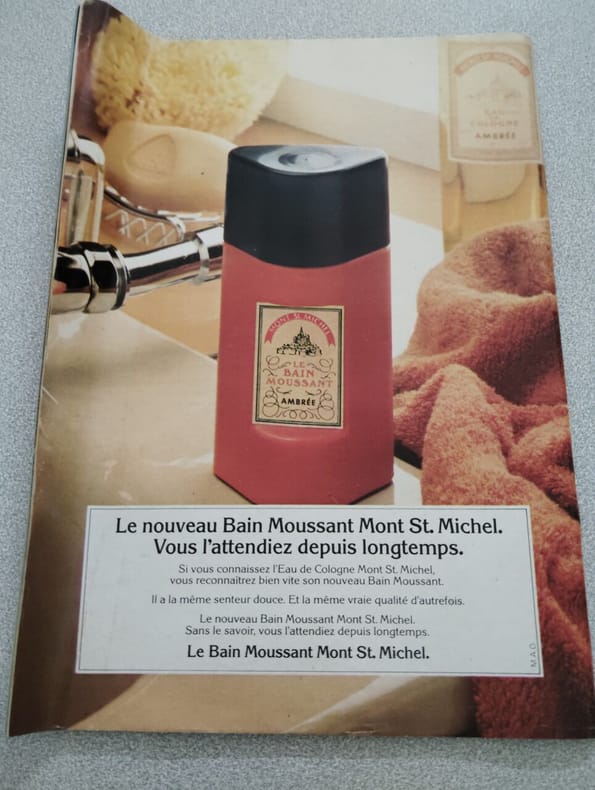 MONT ST. MICHEL
EAU
DE
COLOGNE
AMBRÉE
MONT ST. MICHEL
LE
BAIN
MOUSSANT
AMBRÉE
Le nouveau Bain Moussant Mont St. Michel.
Vous l'attendiez depuis longtemps.
Si vous connaissez l'Eau de Cologne Mont St. Michel,
vous reconnaitrez bien vite son nouveau Bain Moussant.
Il a la même senteur douce. Et la même vraie qualité d'autrefois.
Le nouveau Bain Moussant Mont St. Michel.
Sans le savoir, vous l'attendiez depuis longtemps.
Le Bain Moussant Mont St. Michel.
MAO